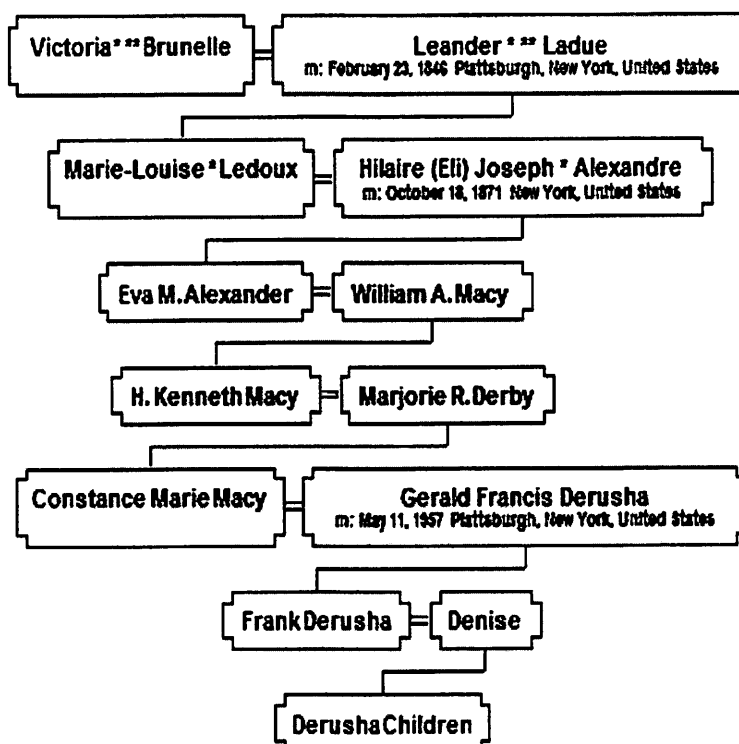 Victoria* ** Brunelle
Leander * ** Ladue
m: February 23, 1846 Plattsburgh, New York, United States
Marie-Louise * Ledoux
Hilaire (Eli) Joseph * Alexandre
m: October 18, 1871 New York, United States
Eva M. Alexander
William A. Macy
H. Kenneth Macy
Marjorie R. Derby
Constance Marie Macy
Gerald Francis Derusha
m: May 11, 1957 Plattsburgh, New York, United States
Frank Derusha
Denise
Derusha Children